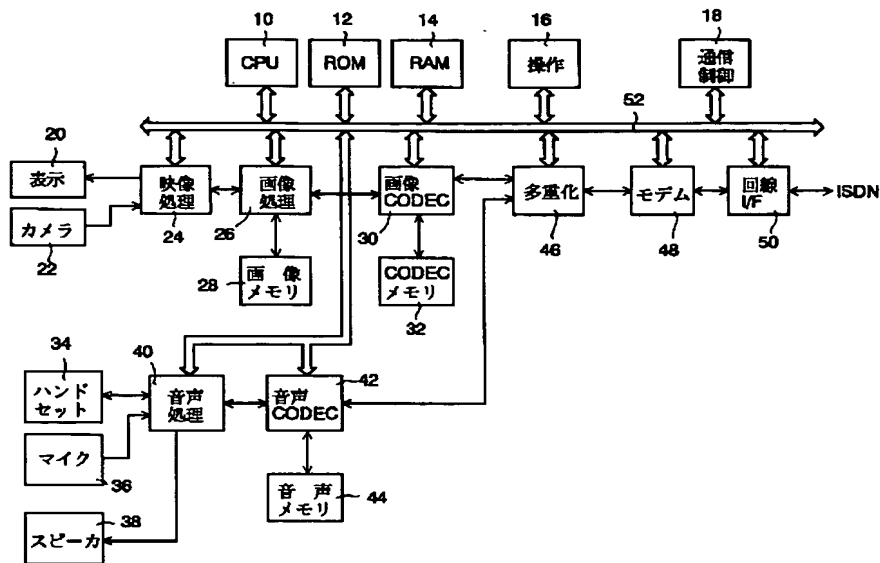 10
12
14
16
18
CPU
ROM
RAM
操作
通信
制御
52
20
表示
カメラ
22
映像
処理
24
画像
処理
26
画像
CODEC
30
多重化
46
モデム
48
回線
I/F
50
ISDN
28
画像
メモリ
CODEC
メモリ
32
34
ハンド
セット
40
音声
処理
42
音声
CODEC
マイク
36
音声
メモリ
44
38
スピーカ